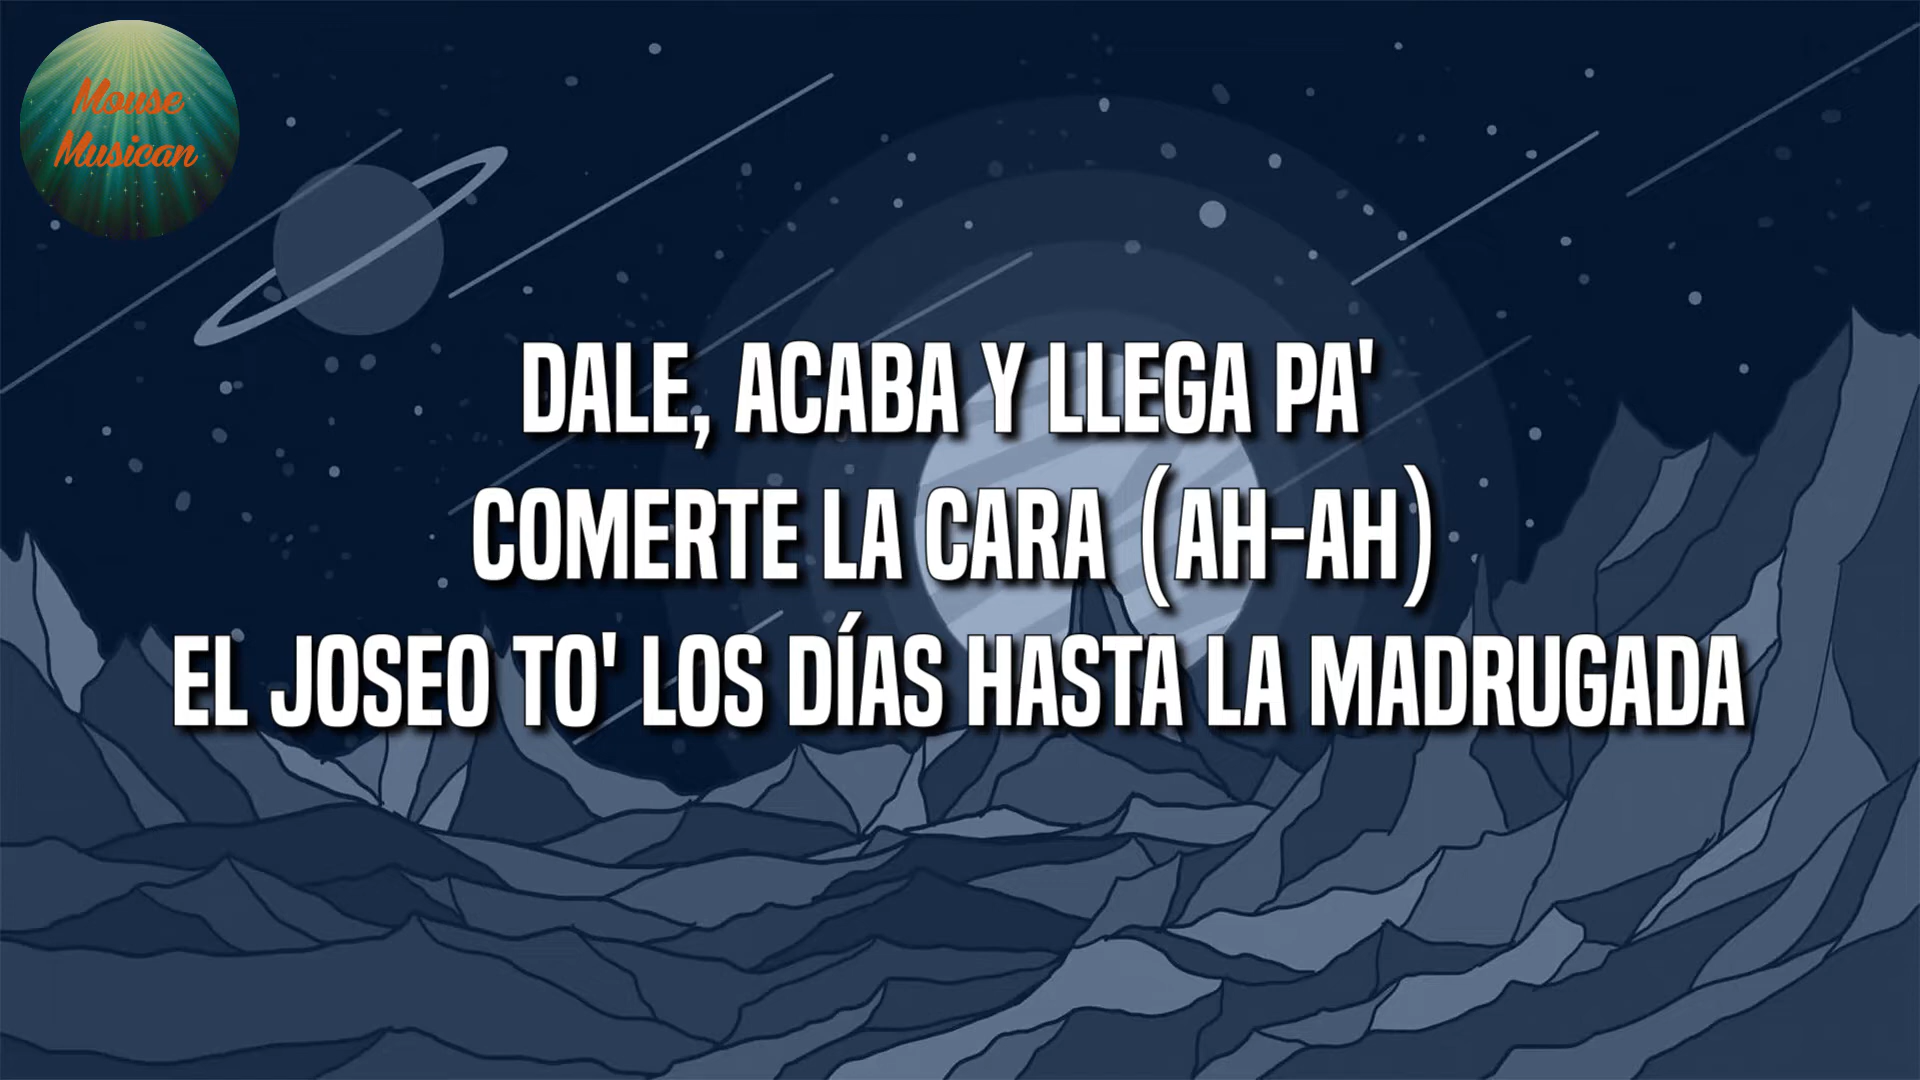 Mouse
Musican
DALE, ACABA Y LLEGA PA'
COMERTE LA CARA (AH-AH)
EL JOSEO TO' LOS DÍAS HASTA LA MADRUGADA